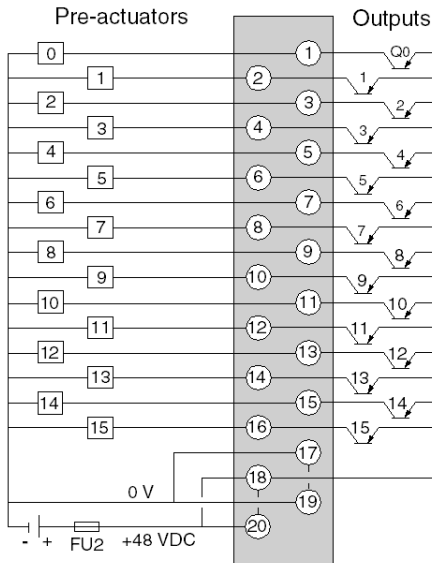 Pre-actuators Outputs
0 1 Q0
1 2 1
2 3 2
3 4 3
4 5 4
5 6 5
6 7 6
7 8 7
8 9 8
9 10 9
10 11 10
11 12 11
12 13 12
13 14 13
14 15 14
15 16 15
17
18
0 V 19
- + FU2 +48 VDC 20